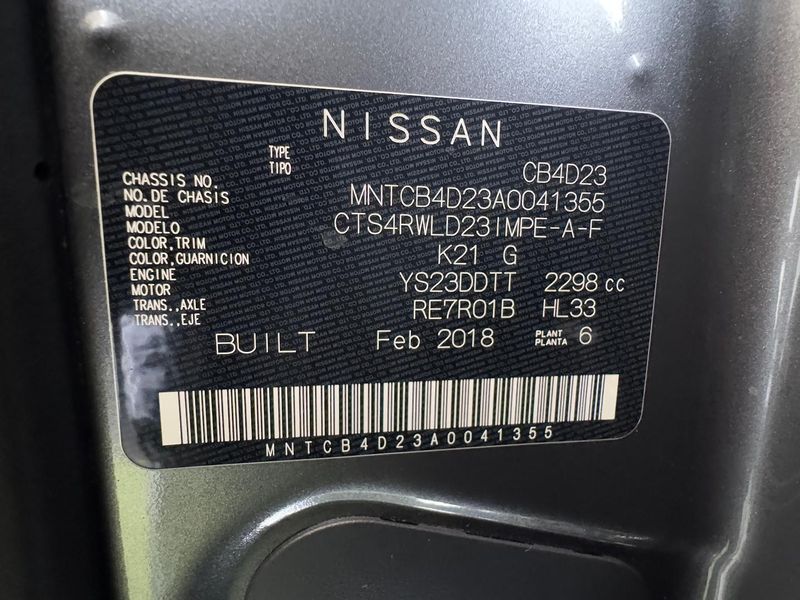 NISSAN
TYPE
TIPO CB4D23
CHASSIS NO.
NO. DE CHASIS MNTCB4D23A0041355
MODEL
MODELO CTS4RWLD23IMPE-A-F
COLOR,TRIM
COLOR,GUARNICION K21 G
ENGINE
MOTOR YS23DDTT 2298 cc
TRANS.,AXLE
TRANS.,EJE RE7R01B HL33
BUILT Feb 2018 PLANT
PLANTA 6
MNTCB4D23A0041355